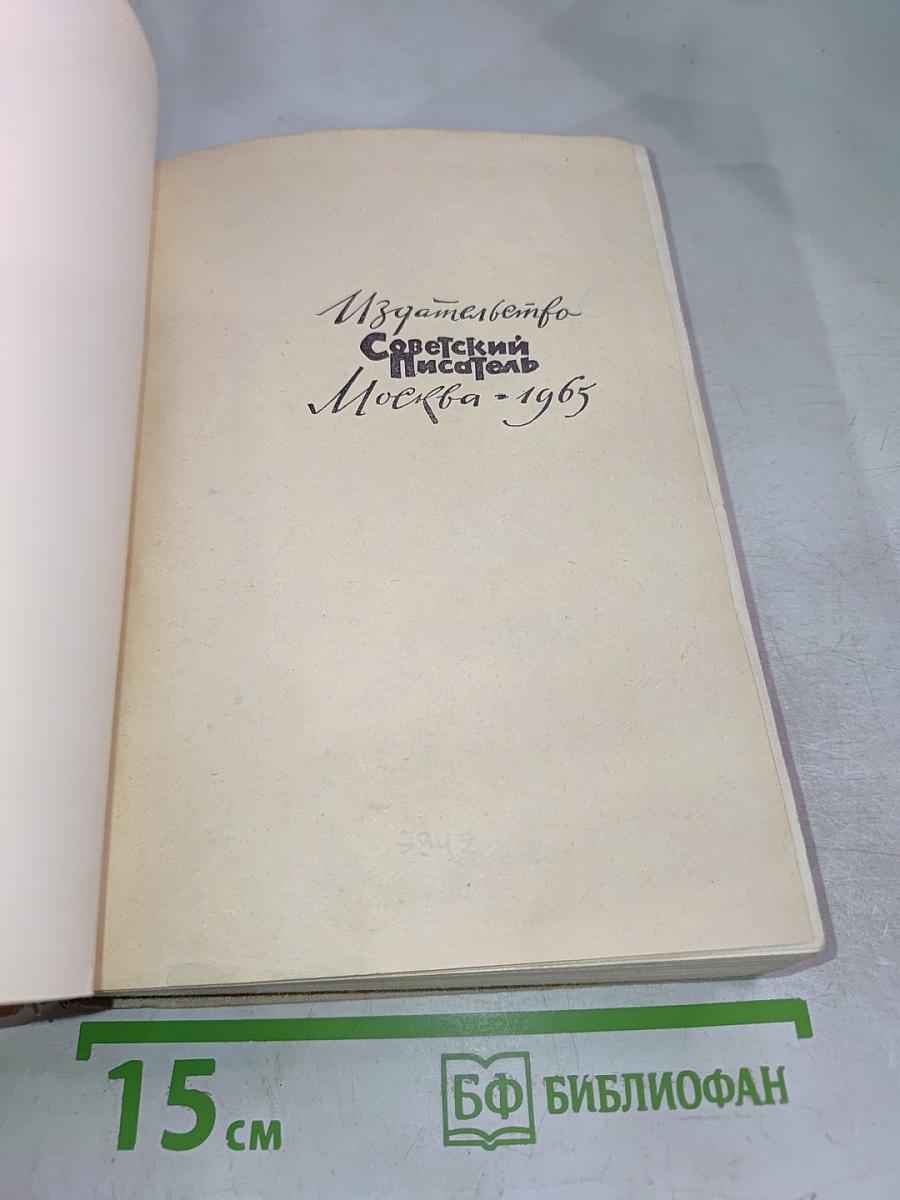 Издательство
Советский
Писатель
Москва • 1965
15 см
БФ БИБЛИОФАН